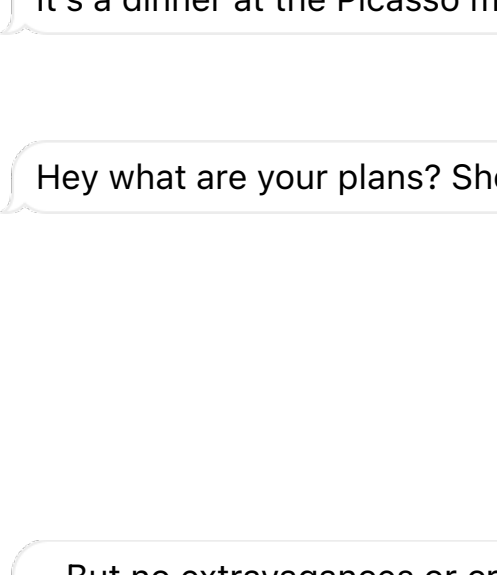 it's a dinner at the Picasso
Hey what are your plans?
But no extravagances or